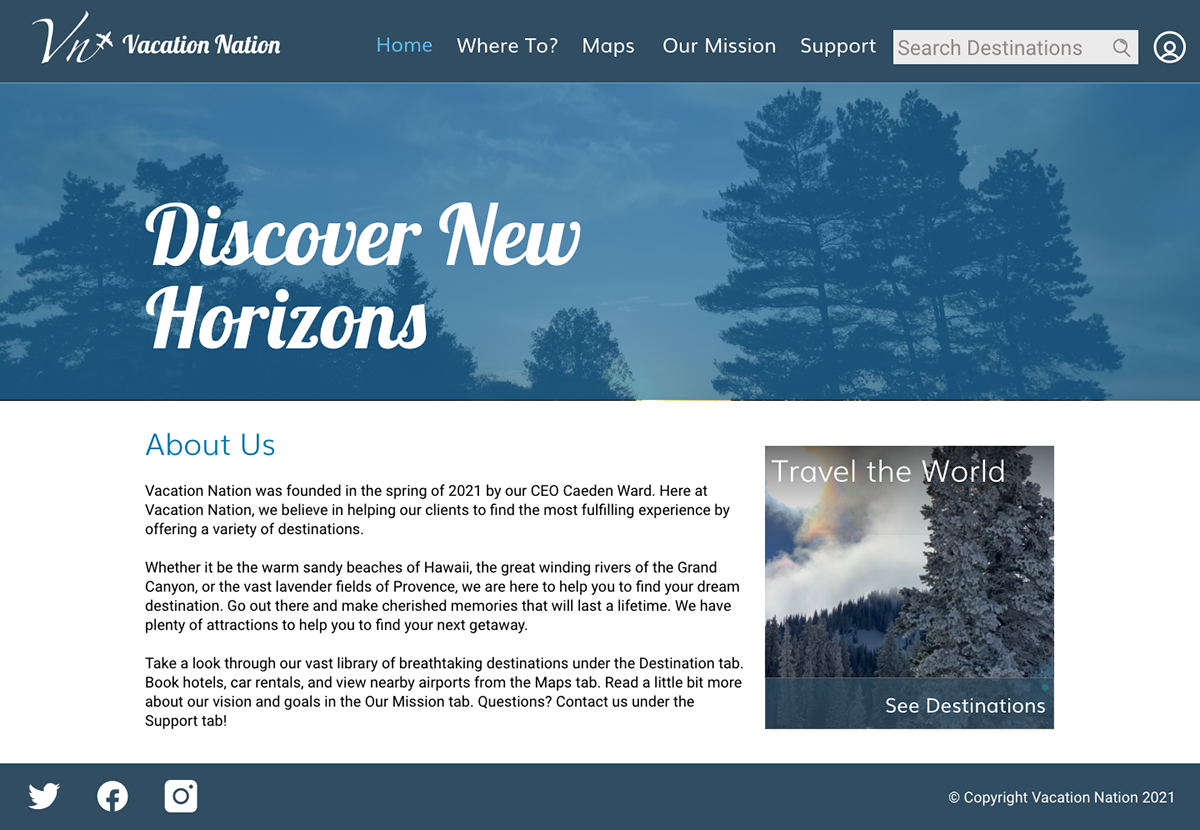 Vn Vacation Nation
Home Where To? Maps Our Mission Support Search Destinations
Discover New
Horizons
About Us
Vacation Nation was founded in the spring of 2021 by our CEO Caeden Ward. Here at
Vacation Nation, we believe in helping our clients to find the most fulfilling experience by
offering a variety of destinations.
Whether it be the warm sandy beaches of Hawaii, the great winding rivers of the Grand
Canyon, or the vast lavender fields of Provence, we are here to help you to find your dream
destination. Go out there and make cherished memories that will last a lifetime. We have
plenty of attractions to help you to find your next getaway.
Take a look through our vast library of breathtaking destinations under the Destination tab.
Book hotels, car rentals, and view nearby airports from the Maps tab. Read a little bit more
about our vision and goals in the Our Mission tab. Questions? Contact us under the
Support tab!
Travel the World
See Destinations
© Copyright Vacation Nation 2021